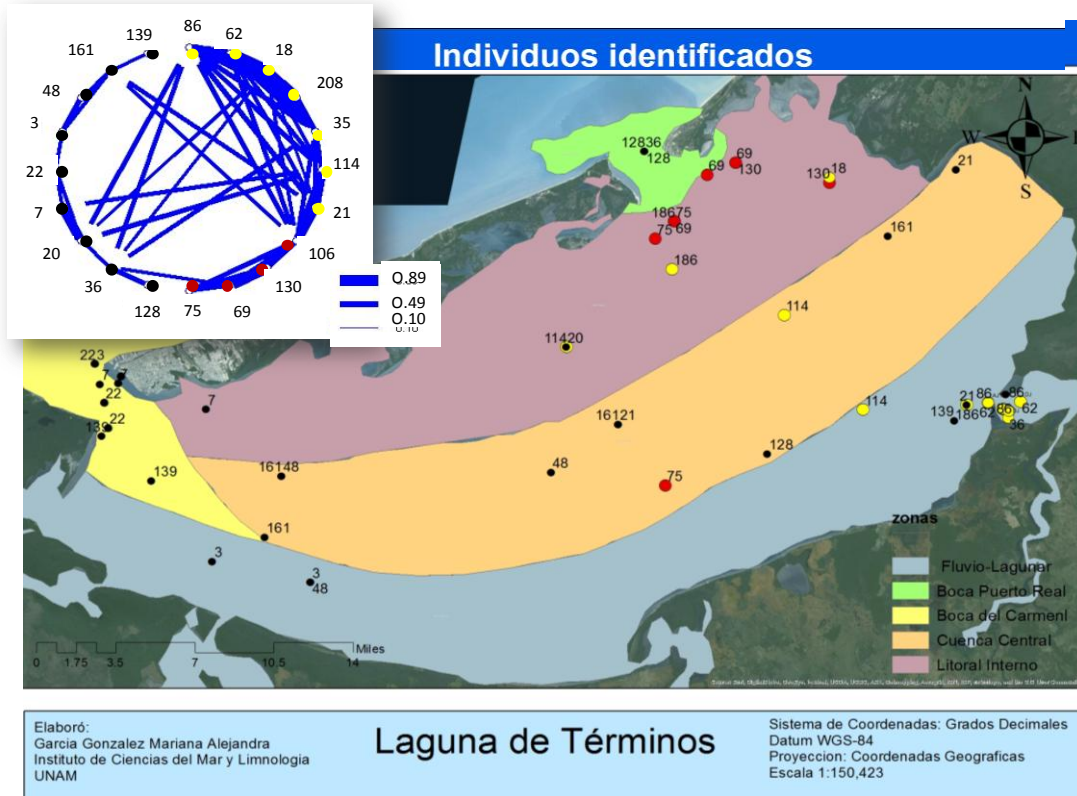 Individuos identificados
86
62
18
208
35
114
21
106
130
69
75
128
36
20
7
22
3
48
161
139
O.89
O.49
O.10
N
W
S
12836
128
69
69
130
130
18
21
18675
75
69
186
161
114
11420
223
7
7
22
22
139
7
139
16148
161
3
3
48
48
16121
75
128
114
139
21
186
86
62
86
186
62
36
zonas
Fluvio-Lagunar
Boca Puerto Real
Boca del Carmenl
Cuenca Central
Litoral Interno
Miles
0 1.75 3.5 7 10.5 14
Elaboró:
Garcia Gonzalez Mariana Alejandra
Instituto de Ciencias del Mar y Limnologia
UNAM
Laguna de Términos
Sistema de Coordenadas: Grados Decimales
Datum WGS-84
Proyeccion: Coordenadas Geograficas
Escala 1:150,423